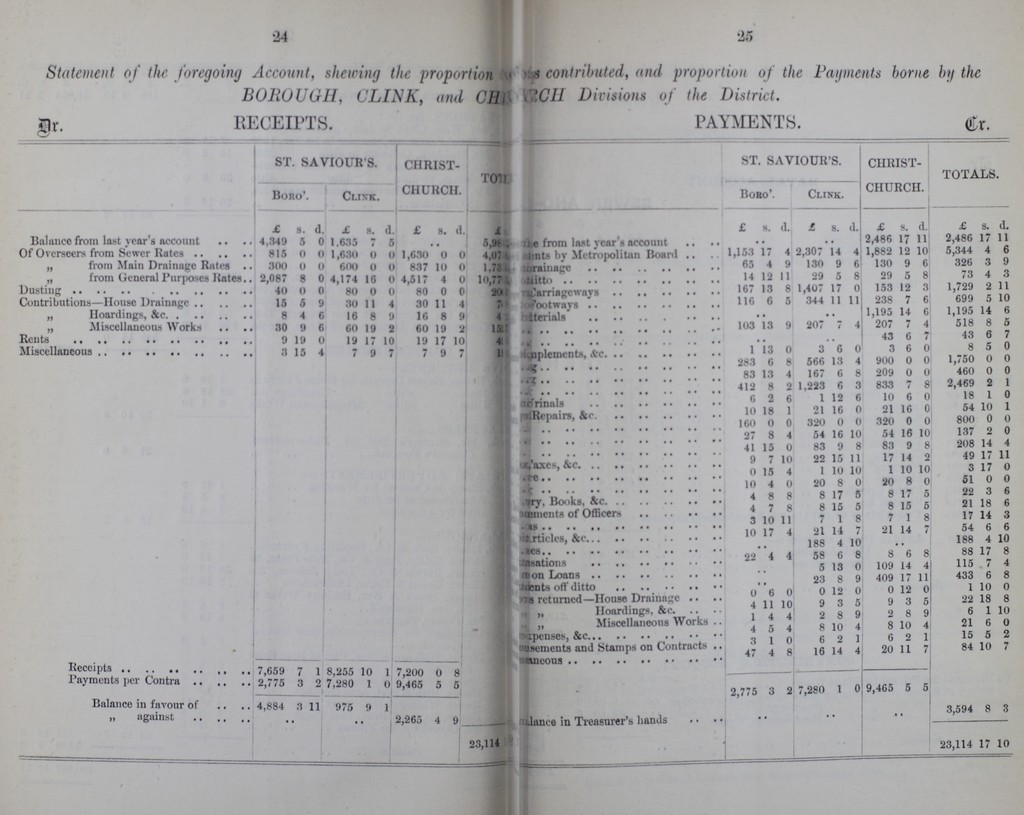 24
Statement of the foregoing Account, shewing the proportion
BOROUGH, CLINK, and
Dr. RECEIPTS.
ST. SAVIOUR'S. CHRIST-CHURCH.
Boro'. Clink.
£ s. d. £ s. d. £ s. d. £
Balance from last year's account .. .. 4,349 5 0 1,635 7 5 ..
Of Overseers from Sewer Rates .. .. 815 0 0 1,630 0 0 1,630 0 0
„ from Main Drainage Rates .. 300 0 0 600 0 0 837 10 0
„ from General Purposes Rates .. 2,087 8 0 4,174 16 0 4,517 4 0
Dusting .. .. 40 0 0 80 0 0 80 0 0
Contributions—House Drainage .. .. 15 5 9 30 11 4 30 11 4
„ Hoardings, &c. .. .. 8 4 6 16 8 9 16 8 9
„ Miscellaneous Works .. 30 9 6 60 19 2 60 19 2
Rents .. .. 9 19 0 19 17 10 19 17 10
Miscellaneous .. .. 3 15 4 7 9 7 7 9 7
Receipts .. .. 7,659 7 1 8,255 10 1 7,200 0 8
Payments per Contra .. .. 2,775 3 2 7,280 1 0 9,465 5 5
Balance in favour of .. .. 4,884 3 11 975 9 1
„ against .. .. .. .. 2,265 4 9
23,114
25
contributed, and proportion of the Payments borne by the
Divisions of the District.
PAYMENTS. Cr.
ST. SAVIOUR'S. CHRIST-CHURCH. TOTALS.
Boro'. Clink.
£ s. d. £ s. d. £ s. d. £ s. d.
from last year's account .. .. .. .. 2,486 17 11 2,486 17 11
by Metropolitan Board .. .. 1,153 17 4 2,307 14 4 1,882 12 10 5,344 4 6
.. .. 65 4 9 130 9 6 130 9 6 326 3 9
ditto .. .. 14 12 11 29 5 8 29 5 8 73 4 3
Carriageways .. .. 167 13 8 1,407 17 0 153 12 3 1,729 2 11
Footways .. .. 116 6 5 344 11 11 238 7 6 699 5 10
.. .. .. .. 1,195 14 6 1,195 14 6
.. .. 103 13 9 207 7 4 207 7 4 518 8 5
.. .. .. .. 43 6 7 43 6 7
&c. .. .. 1 13 0 3 6 0 3 6 0 8 5 0
.. .. 283 6 8 566 13 4 900 0 0 1,750 0 0
.. .. 83 13 4 167 6 8 209 0 0 460 0 0
.. .. 412 8 2 1,223 6 3 833 7 8 2,469 2 1
.. .. 6 2 6 1 12 6 10 6 0 18 1 0
Repairs, &c. .. .. 10 18 1 21 16 0 21 16 0 54 10 1
.. .. 160 0 0 320 0 0 320 0 0 800 0 0
.. .. 27 8 4 54 16 10 54 16 10 137 2 0
.. .. 41 15 0 83 9 8 83 9 8 208 14 4
.. .. 9 7 10 22 15 11 17 14 2 49 17 11
&c. .. .. 0 15 4 1 10 10 1 10 10 3 17 0
.. .. 10 4 0 20 8 0 20 8 0 51 0 0
Books, &c. .. .. 4 8 8 8 17 5 8 17 5 22 3 6
of Officers .. .. 4 7 8 8 15 5 8 15 5 21 18 6
.. .. 3 10 11 7 1 8 7 1 8 17 14 3
&c. .. .. 10 17 4 21 14 7 21 14 7 54 6 6
.. .. .. 188 4 10 .. 188 4 10
.. .. 22 4 4 58 6 8 8 6 8 88 17 8
on Loans .. .. .. 5 13 0 109 14 4 115 7 4
off ditto .. .. .. 23 8 9 409 17 11 433 6 8
returned—House Drainage .. .. 0 6 0 0 12 0 0 12 0 1 10 0
„ Hoardings, &c. .. .. 4 11 10 9 3 5 9 3 5 22 18 8
„ Miscellaneous Works .. 1 4 4 2 8 9 2 8 9 6 1 10
&c. .. .. 4 5 4 8 10 4 8 10 4 21 6 0
and Stamps on Contracts .. 3 1 0 6 2 1 6 2 1 15 5 2
.. .. 47 4 8 16 14 4 20 11 7 84 10 7
2,775 3 2 7,280 1 0 9,465 5 5
in Treasurer's hands .. .. .. .. .. 3,594 8 3
23,114 17 10